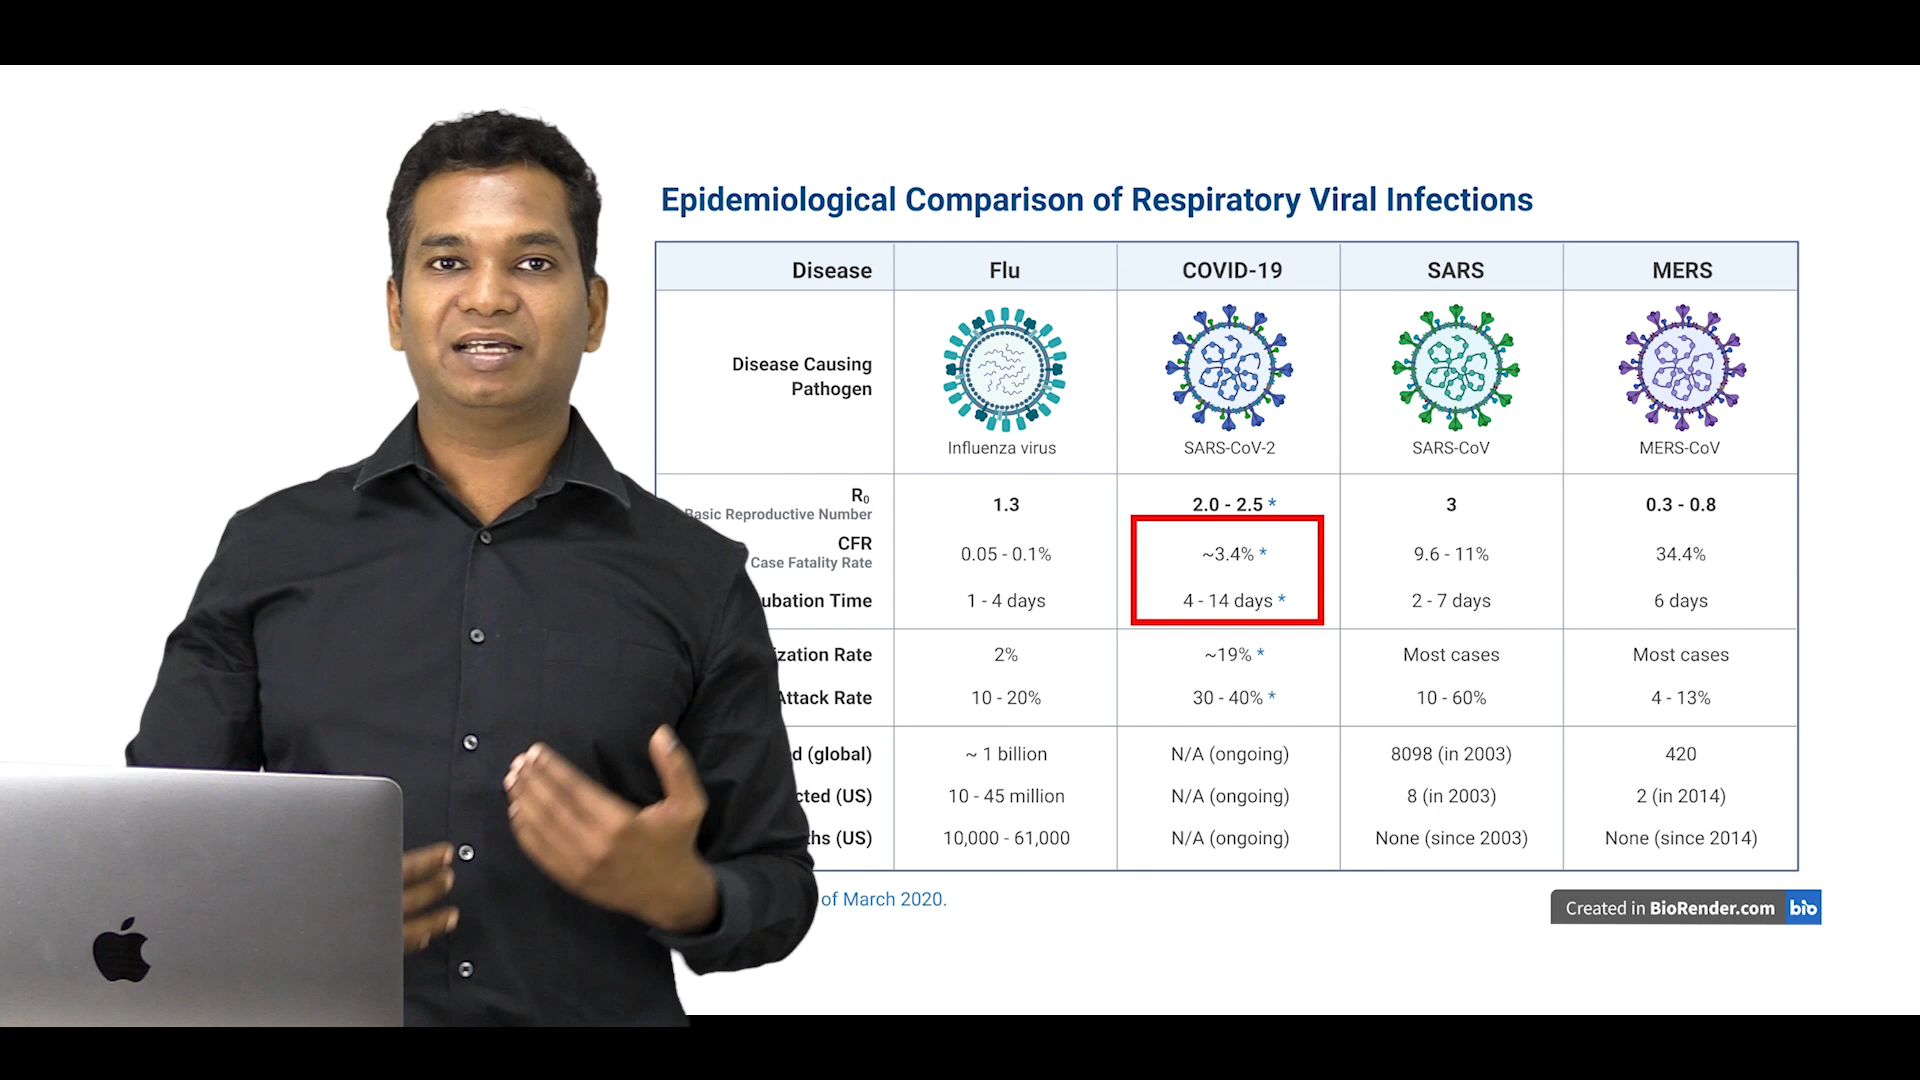 Epidemiological Comparison of Respiratory Viral Infections
Disease Flu COVID-19 SARS MERS
Disease Causing
Pathogen
Influenza virus SARS-CoV-2 SARS-CoV MERS-CoV
R₀ 1.3 2.0 - 2.5 * 3 0.3 - 0.8
Basic Reproductive Number
CFR
Case Fatality Rate 0.05 - 0.1% ~3.4% * 9.6 - 11% 34.4%
ubation Time 1 - 4 days 4 - 14 days * 2 - 7 days 6 days
ization Rate 2% ~19% * Most cases Most cases
Attack Rate 10 - 20% 30 - 40% * 10 - 60% 4 - 13%
d (global) ~ 1 billion N/A (ongoing) 8098 (in 2003) 420
cted (US) 10 - 45 million N/A (ongoing) 8 (in 2003) 2 (in 2014)
ths (US) 10,000 - 61,000 N/A (ongoing) None (since 2003) None (since 2014)
of March 2020.
Created in BioRender.com bio